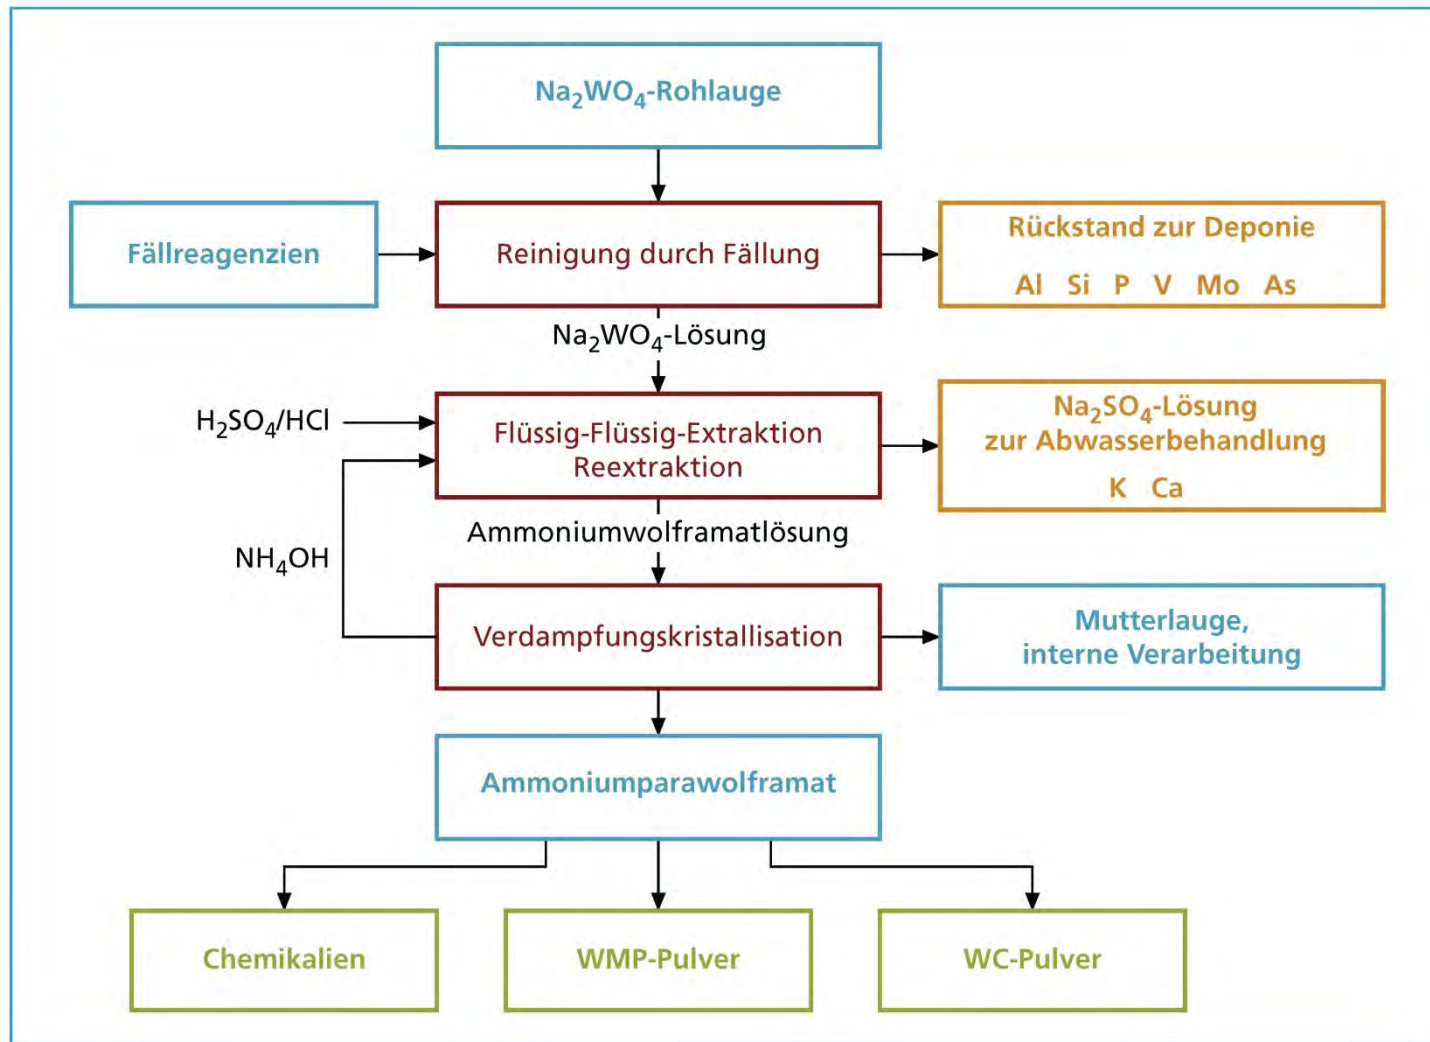 Na₂WO₄-Rohlauge
Fällreagenzien
Reinigung durch Fällung
Rückstand zur Deponie
Al Si P V Mo As
Na₂WO₄-Lösung
H₂SO₄/HCl
Flüssig-Flüssig-Extraktion
Reextraktion
Na₂SO₄-Lösung
zur Abwasserbehandlung
K Ca
Ammoniumwolframatlösung
NH₄OH
Verdampfungskristallisation
Mutterlauge,
interne Verarbeitung
Ammoniumparawolframat
Chemikalien
WMP-Pulver
WC-Pulver